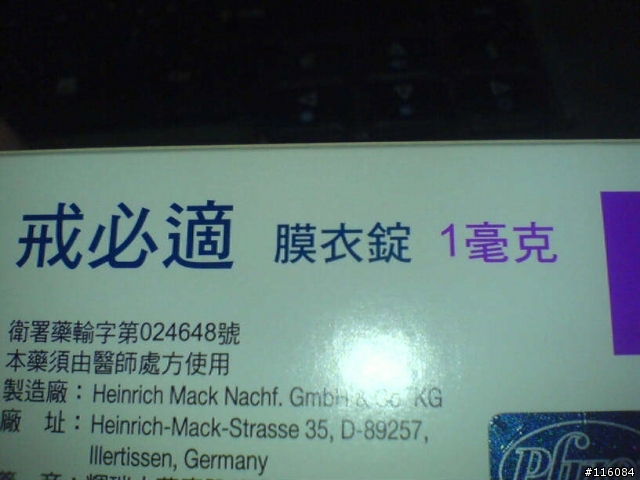 戒必適 膜衣錠 1毫克
衛署藥輸字第024648號
本藥須由醫師處方使用
製造廠：Heinrich Mack Nachf. GmbH & Co. KG
廠 址：Heinrich-Mack-Strasse 35, D-89257,
Illertissen, Germany
Pfizer
#116084